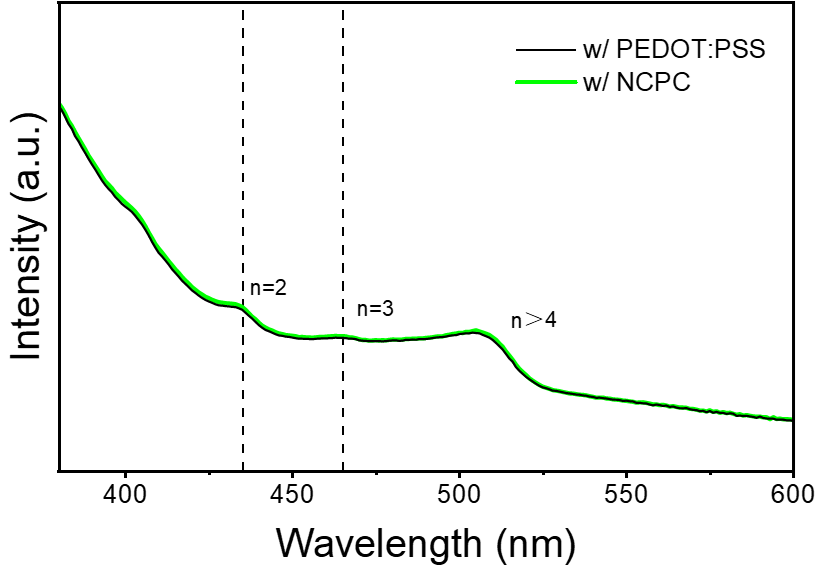 w/ PEDOT:PSS
w/ NCPC
Intensity (a.u.)
n=2
n=3
n＞4
400
450
500
550
600
Wavelength (nm)